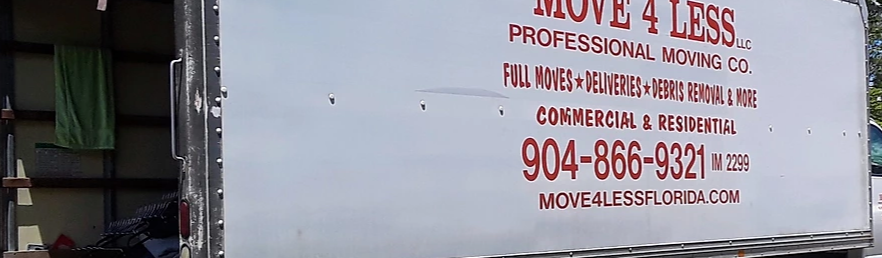 MOVE 4 LESS LLC
PROFESSIONAL MOVING CO.
FULL MOVES★DELIVERIES★DEBRIS REMOVAL & MORE
COMMERCIAL & RESIDENTIAL
904-866-9321 IM 2299
MOVE4LESSFLORIDA.COM